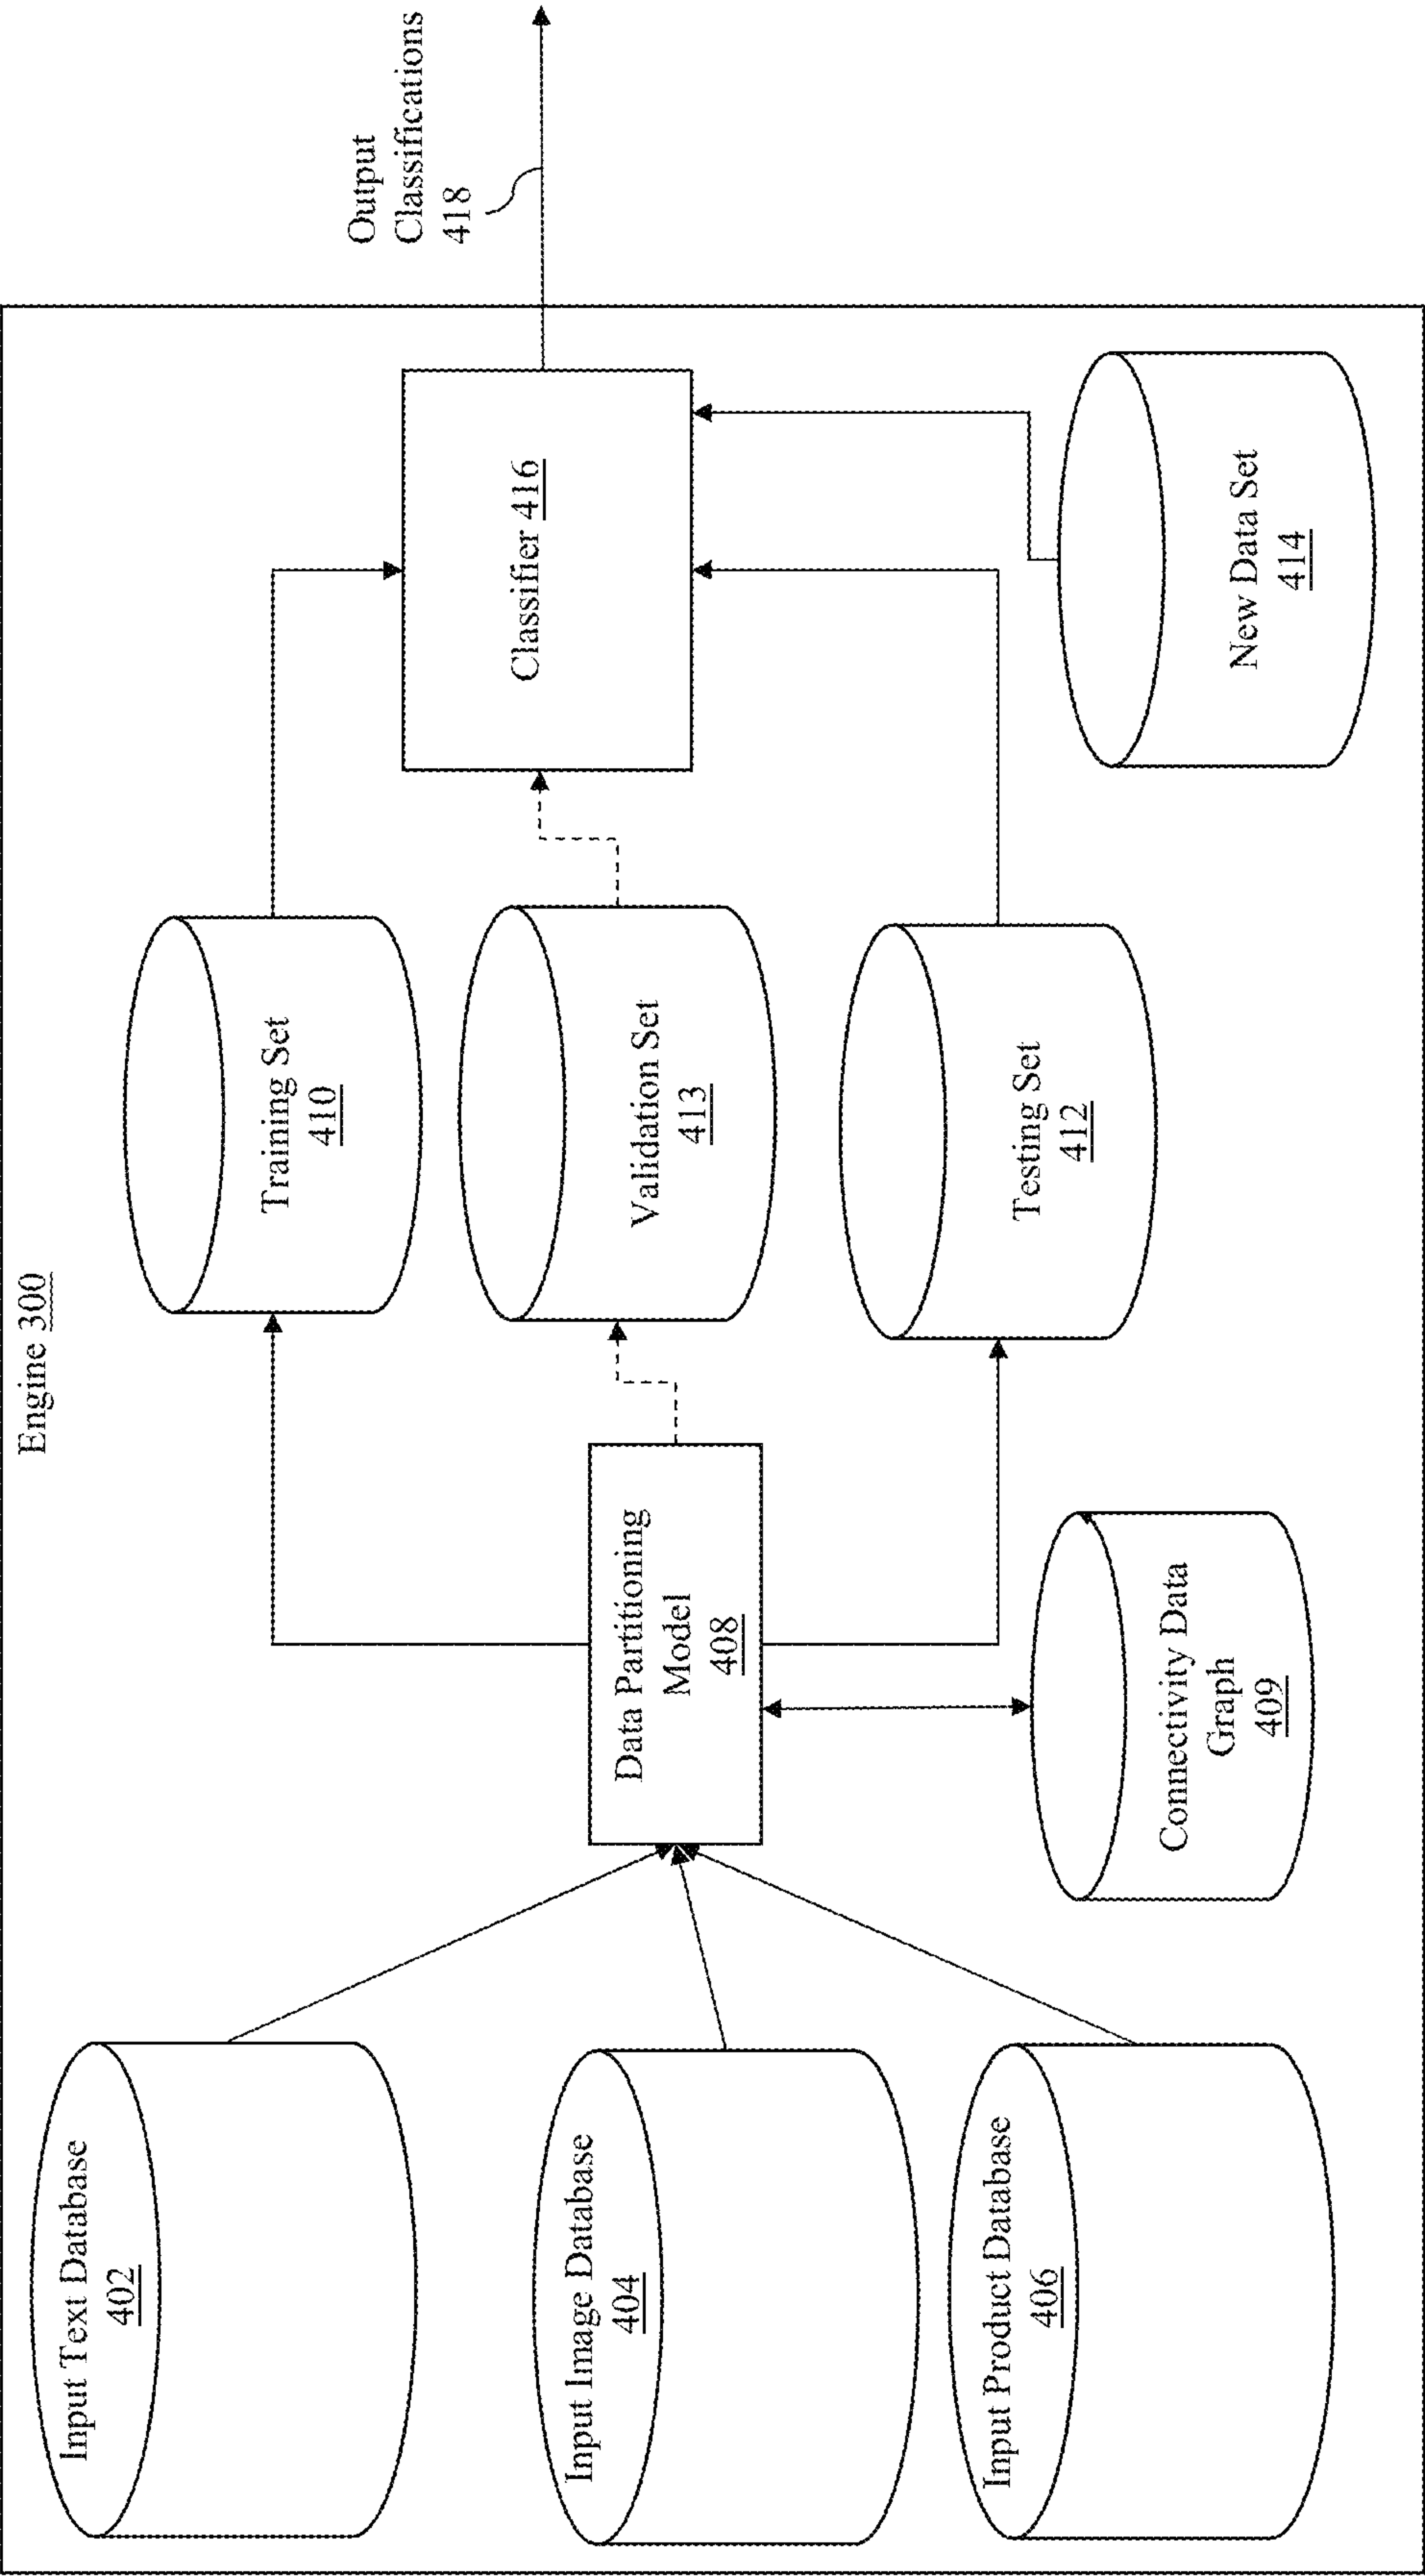 Engine 300
Input Text Database
402
Input Image Database
404
Input Product Database
406
Data Partitioning
Model
408
Connectivity Data
Graph
409
Training Set
410
Validation Set
413
Testing Set
412
Classifier 416
New Data Set
414
Output
Classifications
418